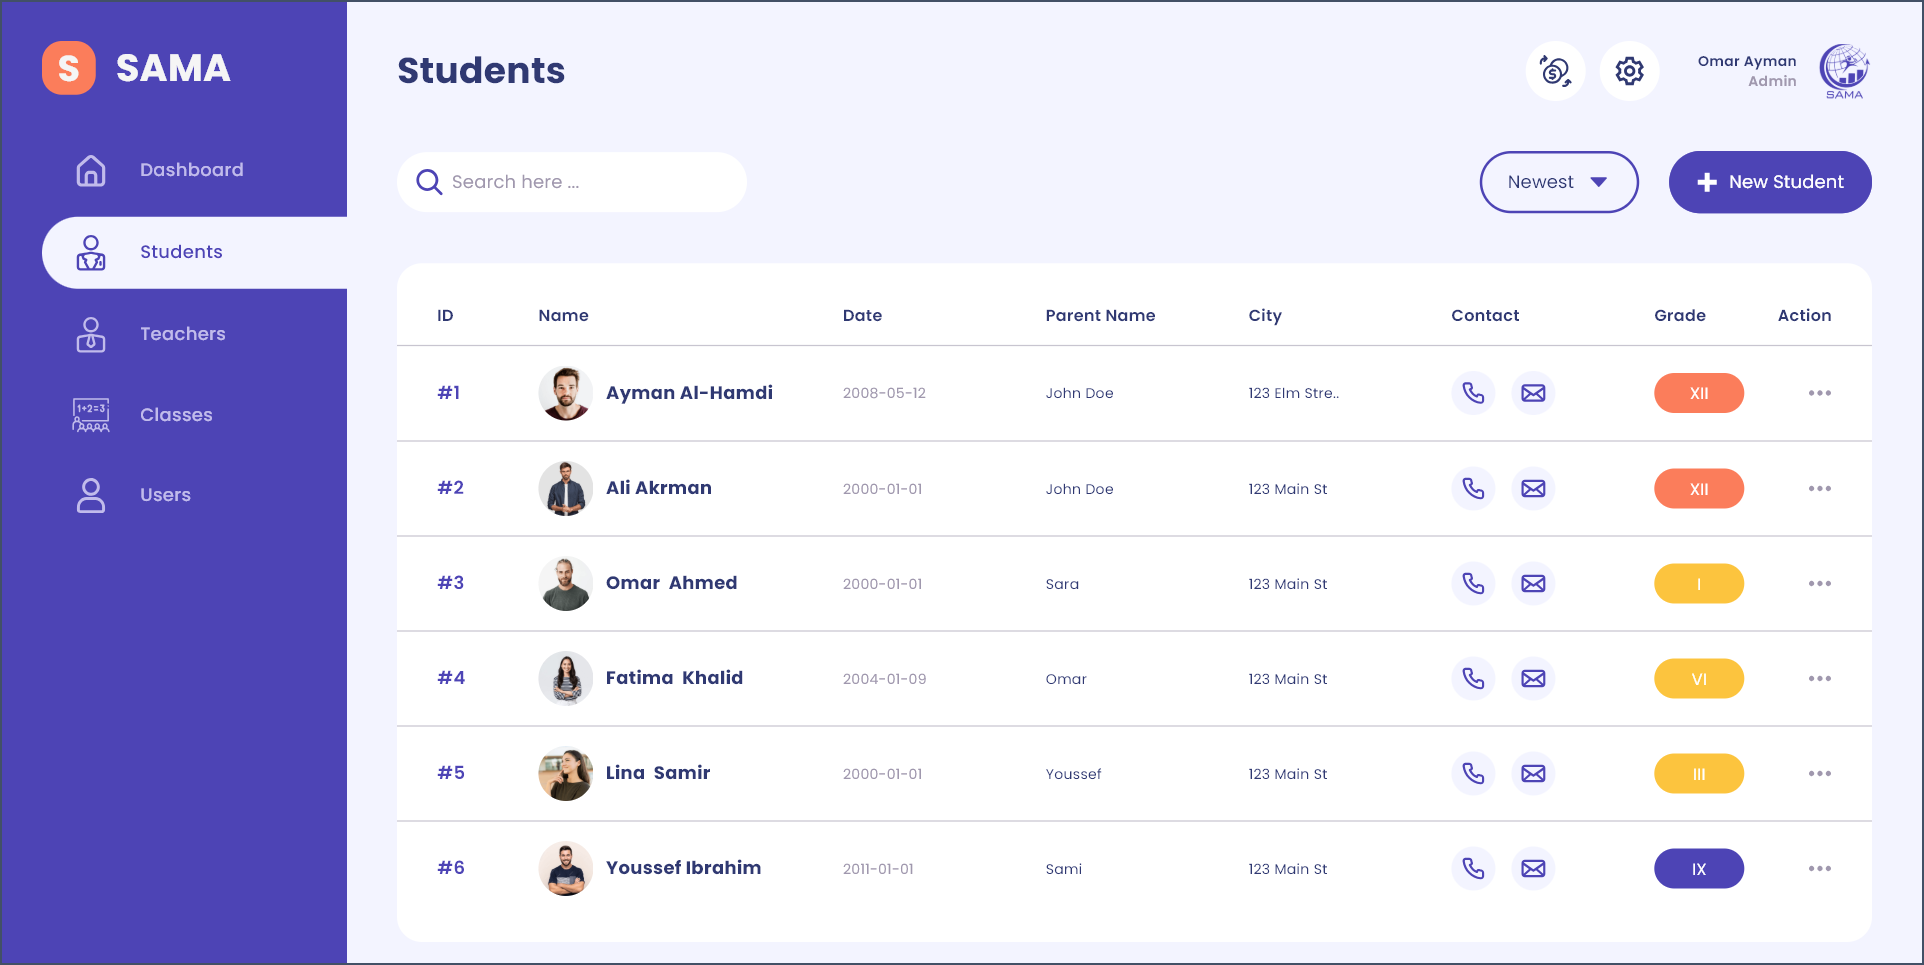 S SAMA
Students
Omar Ayman
Admin
SAMA
Dashboard
Students
Teachers
1+2=3
Classes
Users
Search here ...
Newest
New Student
ID Name Date Parent Name City Contact Grade Action
#1 Ayman Al-Hamdi 2008-05-12 John Doe 123 Elm Stre.. XII
#2 Ali Akrman 2000-01-01 John Doe 123 Main St XII
#3 Omar Ahmed 2000-01-01 Sara 123 Main St I
#4 Fatima Khalid 2004-01-09 Omar 123 Main St VI
#5 Lina Samir 2000-01-01 Youssef 123 Main St III
#6 Youssef Ibrahim 2011-01-01 Sami 123 Main St IX